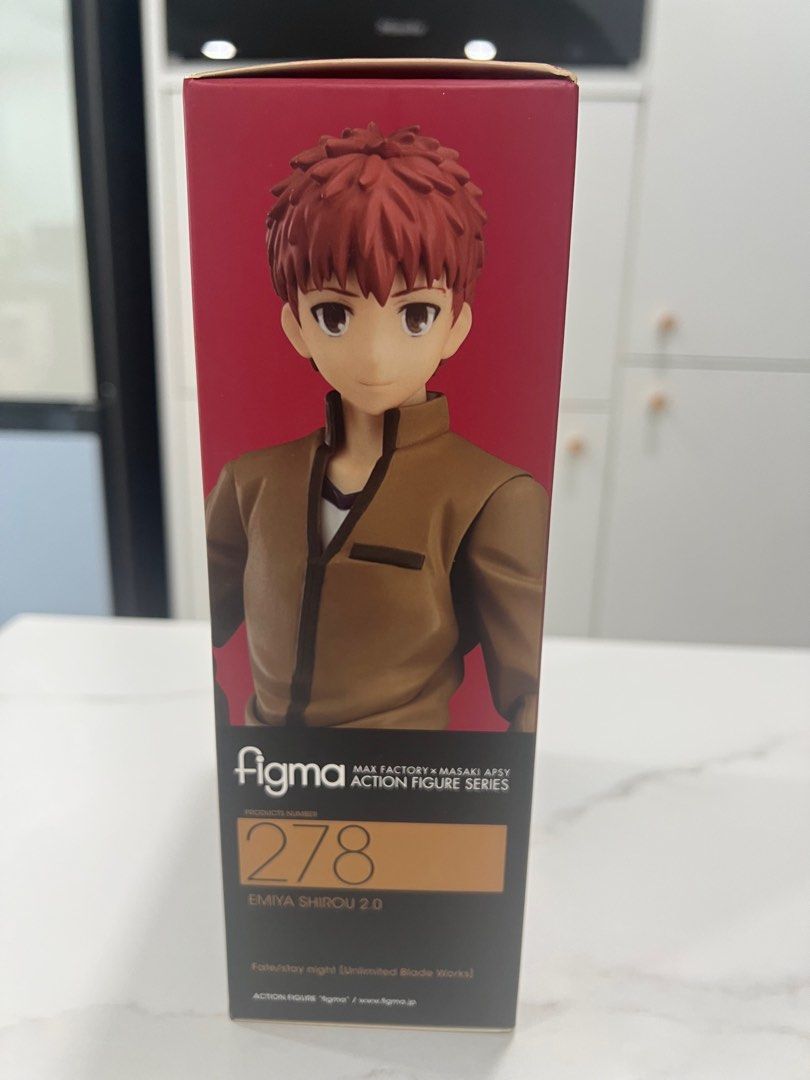 figma MAX FACTORY × MASAKI APSY
ACTION FIGURE SERIES
PRODUCTS NUMBER
278
EMIYA SHIROU 2.0
Fate/stay night [Unlimited Blade Works]
ACTION FIGURE "figma" / www.figma.jp